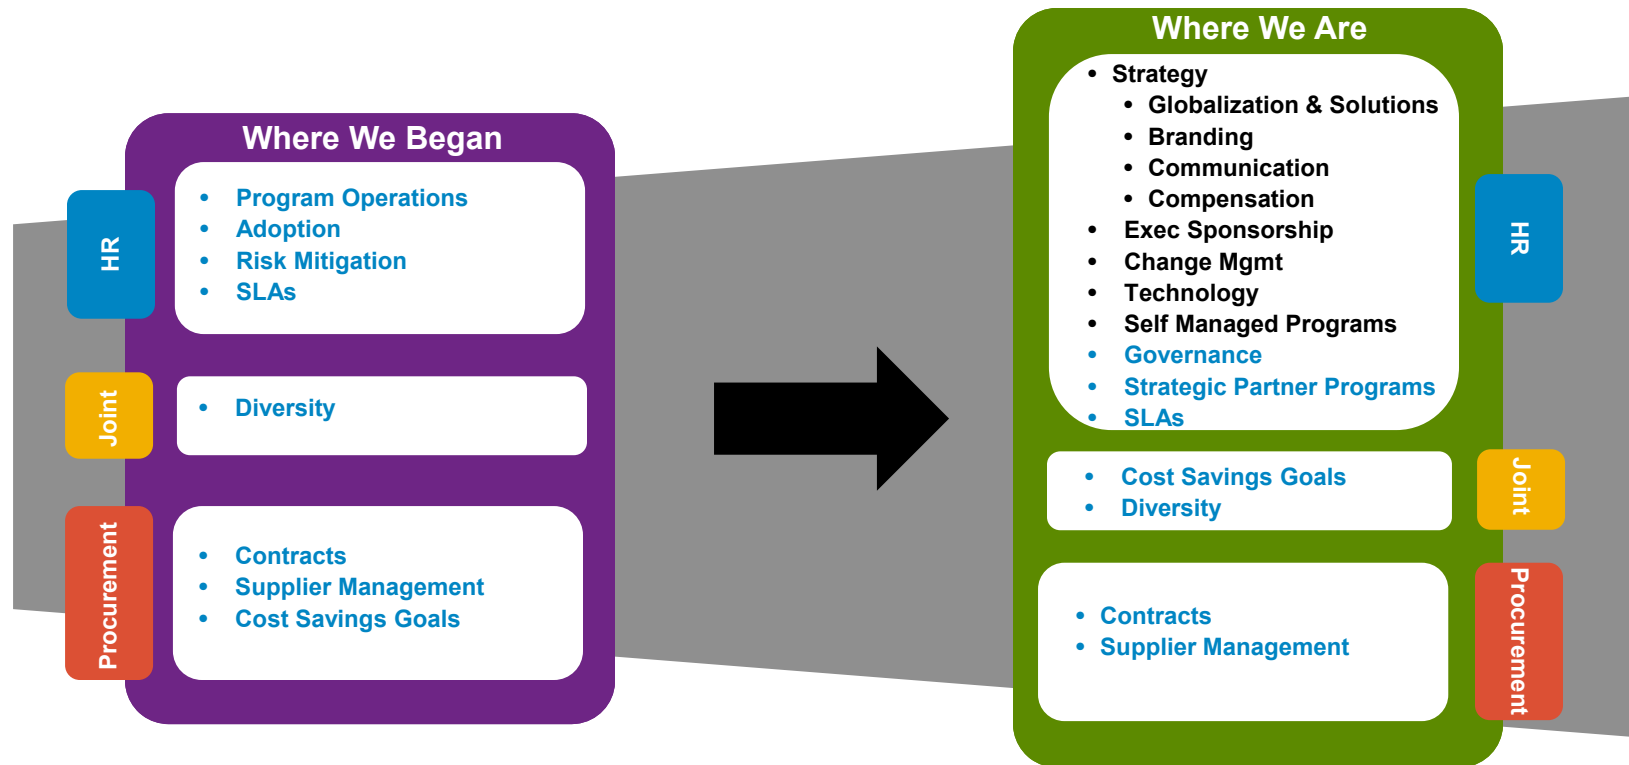 Where We Began
HR
• Program Operations
• Adoption
• Risk Mitigation
• SLAs
Joint
• Diversity
Procurement
• Contracts
• Supplier Management
• Cost Savings Goals
Where We Are
• Strategy
• Globalization & Solutions
• Branding
• Communication
• Compensation
• Exec Sponsorship
• Change Mgmt
• Technology
• Self Managed Programs
• Governance
• Strategic Partner Programs
• SLAs
HR
• Cost Savings Goals
• Diversity
Joint
• Contracts
• Supplier Management
Procurement